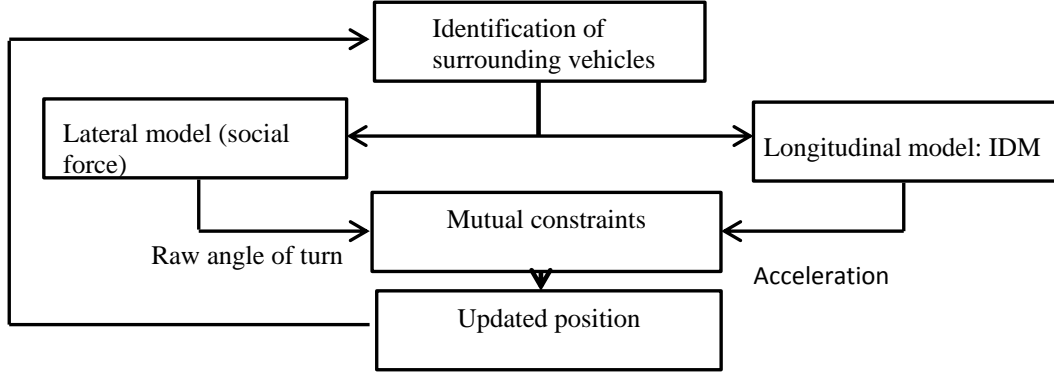 Identification of
surrounding vehicles
Lateral model (social
force)
Longitudinal model: IDM
Mutual constraints
Raw angle of turn
Acceleration
Updated position